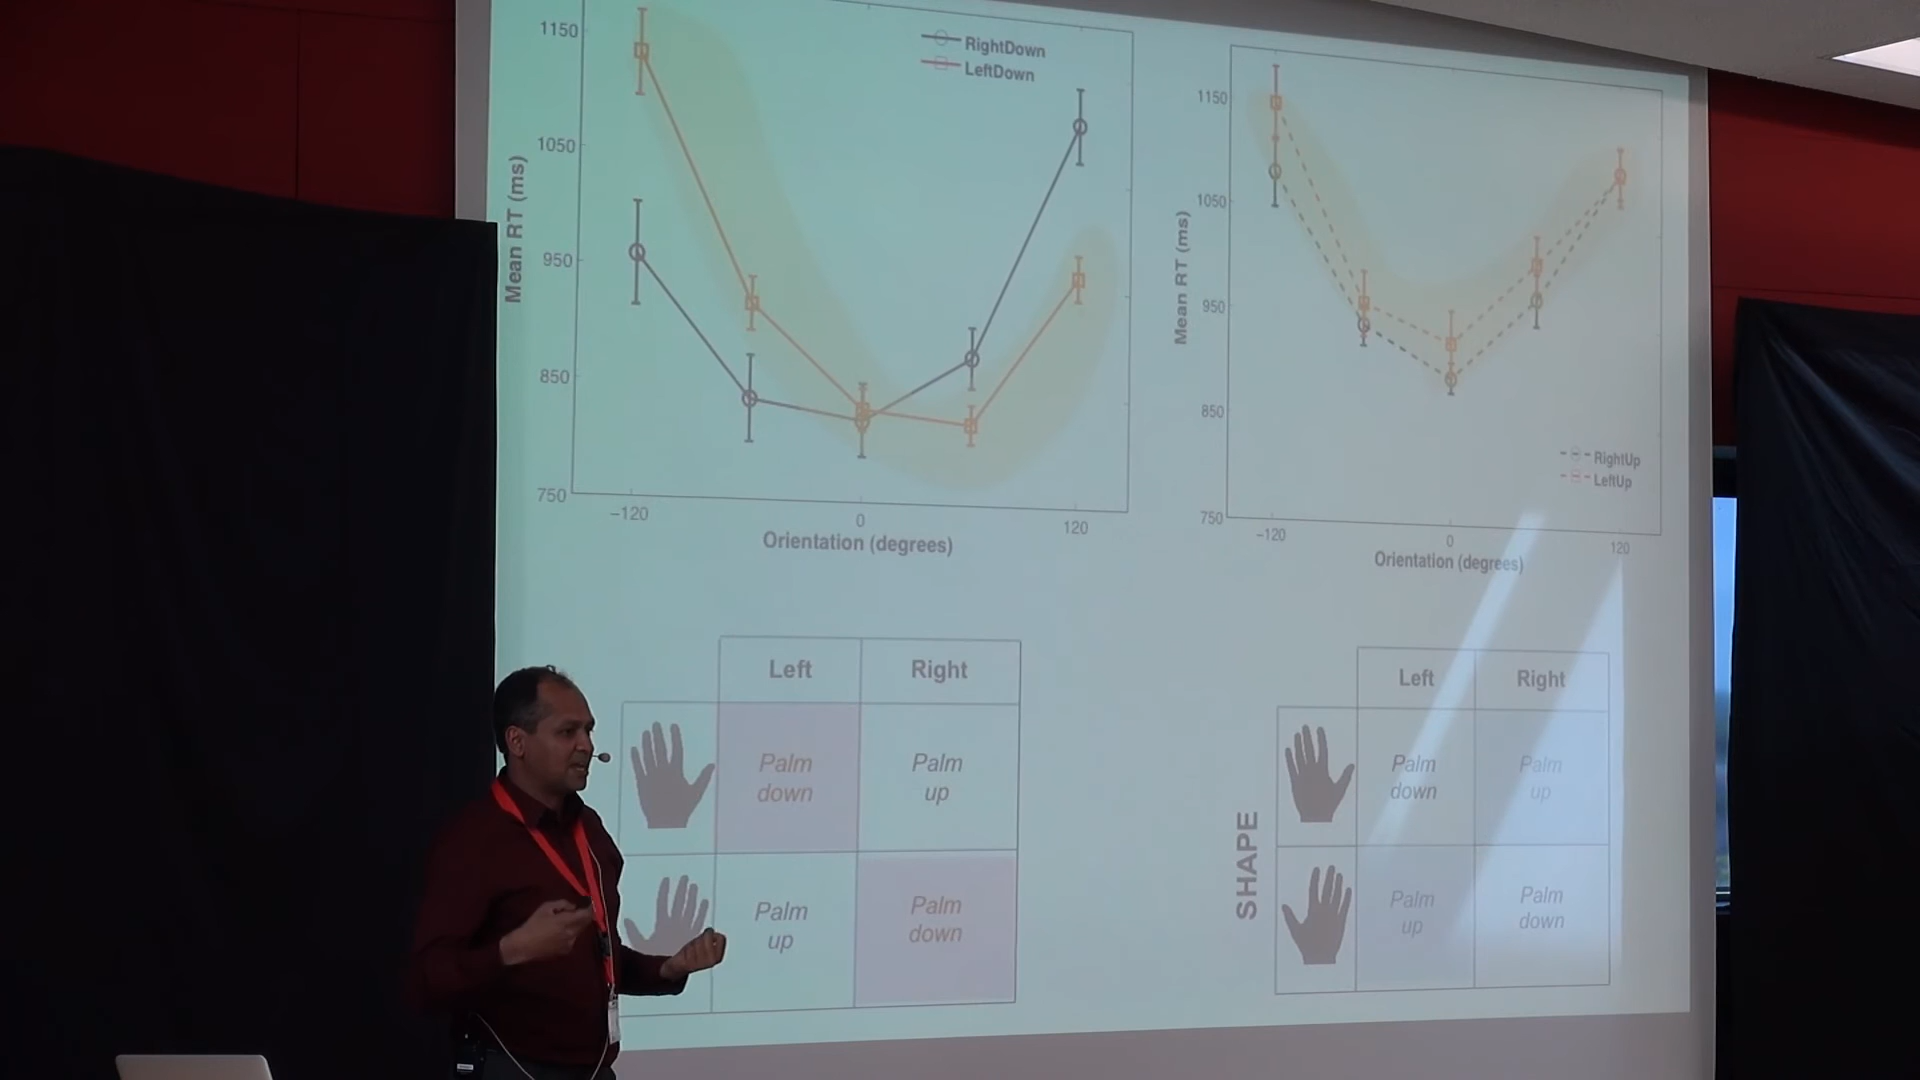 1150
1050
950
850
750
Mean RT (ms)
RightDown
LeftDown
−120
0
120
Orientation (degrees)
1150
1050
950
850
750
Mean RT (ms)
RightUp
LeftUp
−120
0
120
Orientation (degrees)
Left
Right
Palm
down
Palm
up
Palm
up
Palm
down
SHAPE
Left
Right
Palm
down
Palm
up
Palm
up
Palm
down